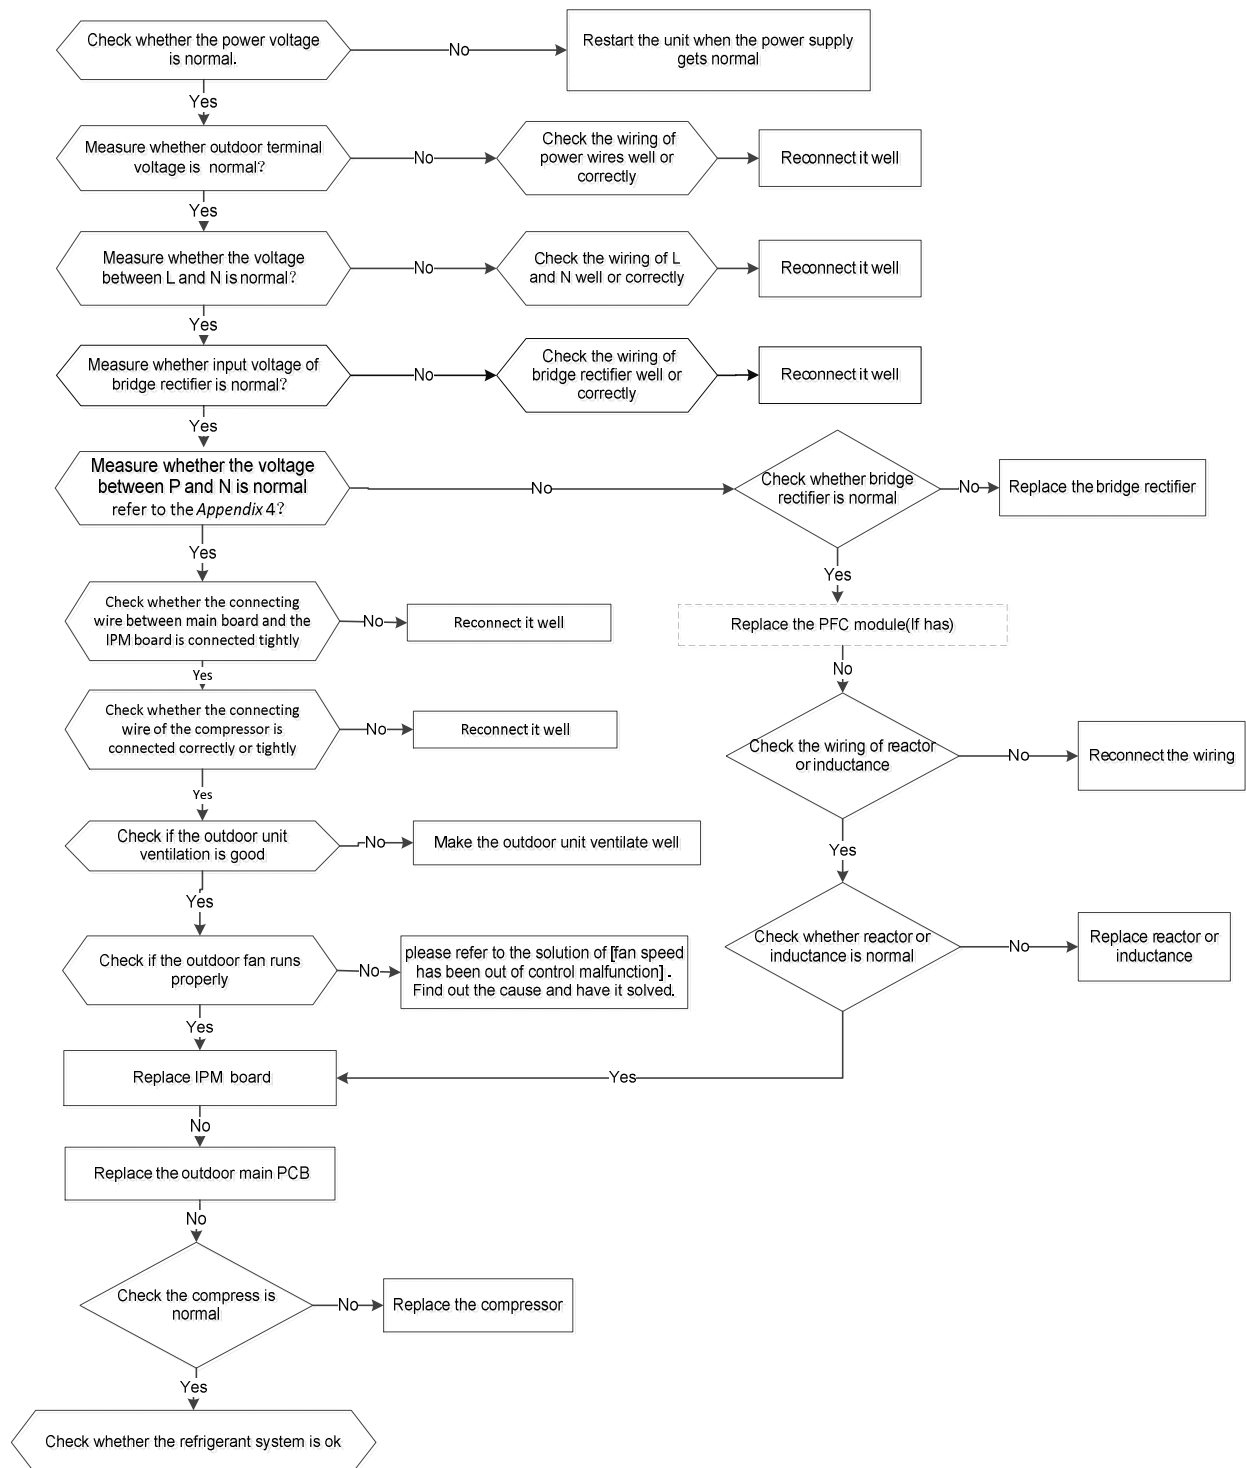 Check whether the power voltage
is normal.
No
Restart the unit when the power supply
gets normal
Yes
Measure whether outdoor terminal
voltage is normal?
No
Check the wiring of
power wires well or
correctly
Reconnect it well
Yes
Measure whether the voltage
between L and N is normal?
No
Check the wiring of L
and N well or correctly
Reconnect it well
Yes
Measure whether input voltage of
bridge rectifier is normal?
No
Check the wiring of
bridge rectifier well or
correctly
Reconnect it well
Yes
Measure whether the voltage
between P and N is normal
refer to the Appendix 4?
No
Check whether bridge
rectifier is normal
No
Replace the bridge rectifier
Yes
Yes
Check whether the connecting
wire between main board and the
IPM board is connected tightly
No
Reconnect it well
Replace the PFC module(If has)
No
Yes
Check whether the connecting
wire of the compressor is
connected correctly or tightly
No
Reconnect it well
Check the wiring of reactor
or inductance
No
Reconnect the wiring
Yes
Check if the outdoor unit
ventilation is good
No
Make the outdoor unit ventilate well
Yes
Yes
Check whether reactor or
inductance is normal
No
Replace reactor or
inductance
Check if the outdoor fan runs
properly
No
please refer to the solution of [fan speed
has been out of control malfunction] .
Find out the cause and have it solved.
Yes
Replace IPM board
Yes
No
Replace the outdoor main PCB
No
Check the compress is
normal
No
Replace the compressor
Yes
Check whether the refrigerant system is ok